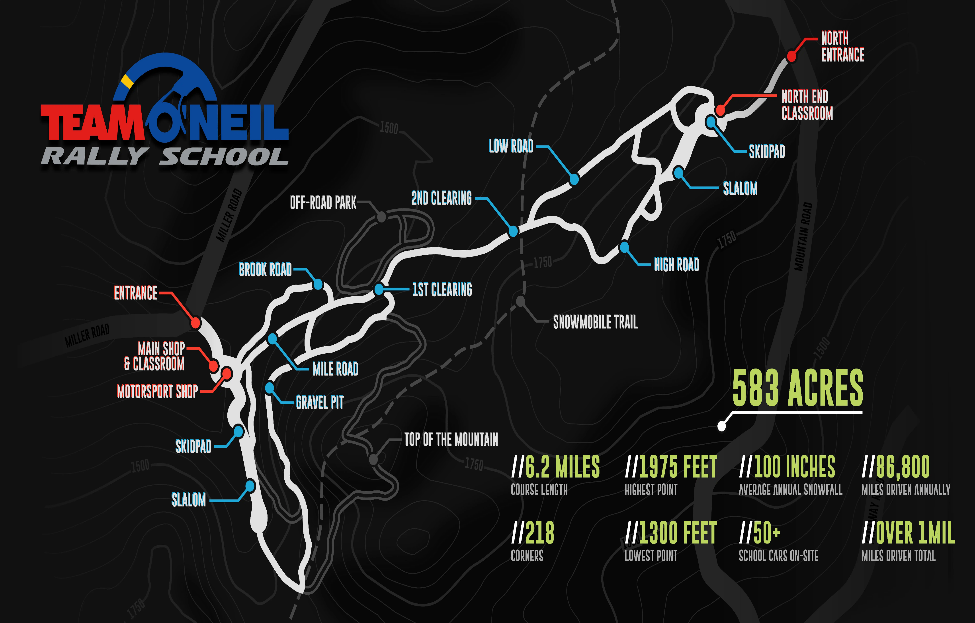 TEAM O'NEIL
RALLY SCHOOL
NORTH
ENTRANCE
NORTH END
CLASSROOM
SKIDPAD
SLALOM
LOW ROAD
2ND CLEARING
HIGH ROAD
OFF-ROAD PARK
1500
MILLER ROAD
MOUNTAIN ROAD
1750
1750
BROOK ROAD
1ST CLEARING
ENTRANCE
MILLER ROAD
SNOWMOBILE TRAIL
MAIN SHOP
& CLASSROOM
MILE ROAD
MOTORSPORT SHOP
GRAVEL PIT
1500
SKIDPAD
TOP OF THE MOUNTAIN
1500
1750
SLALOM
1750
583 ACRES
//6.2 MILES
COURSE LENGTH
//1975 FEET
HIGHEST POINT
//100 INCHES
AVERAGE ANNUAL SNOWFALL
//86,800
MILES DRIVEN ANNUALLY
//218
CORNERS
//1300 FEET
LOWEST POINT
//50+
SCHOOL CARS ON-SITE
//OVER 1MIL
MILES DRIVEN TOTAL